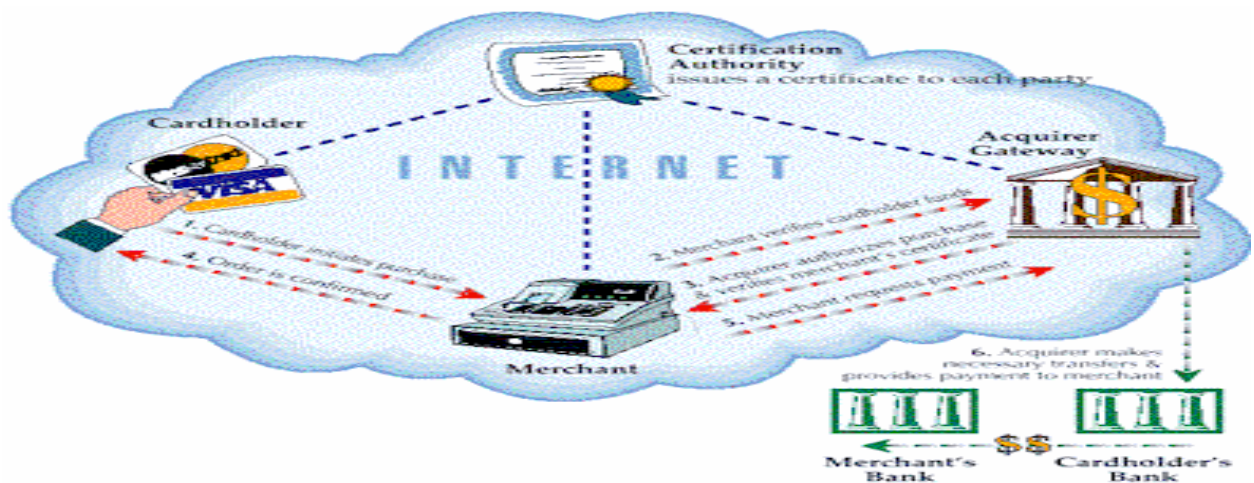 Certification
Authority
issues a certificate to each party
Cardholder
VISA
INTERNET
Acquirer
Gateway
1. Cardholder initiates purchase
4. Order is confirmed
2. Merchant verifies cardholder funds
3. Acquirer authorizes purchase
& verifies merchant's certificate
5. Merchant requests payment
Merchant
6. Acquirer makes
necessary transfers &
provides payment to merchant
$
$$
Merchant's
Bank
Cardholder's
Bank